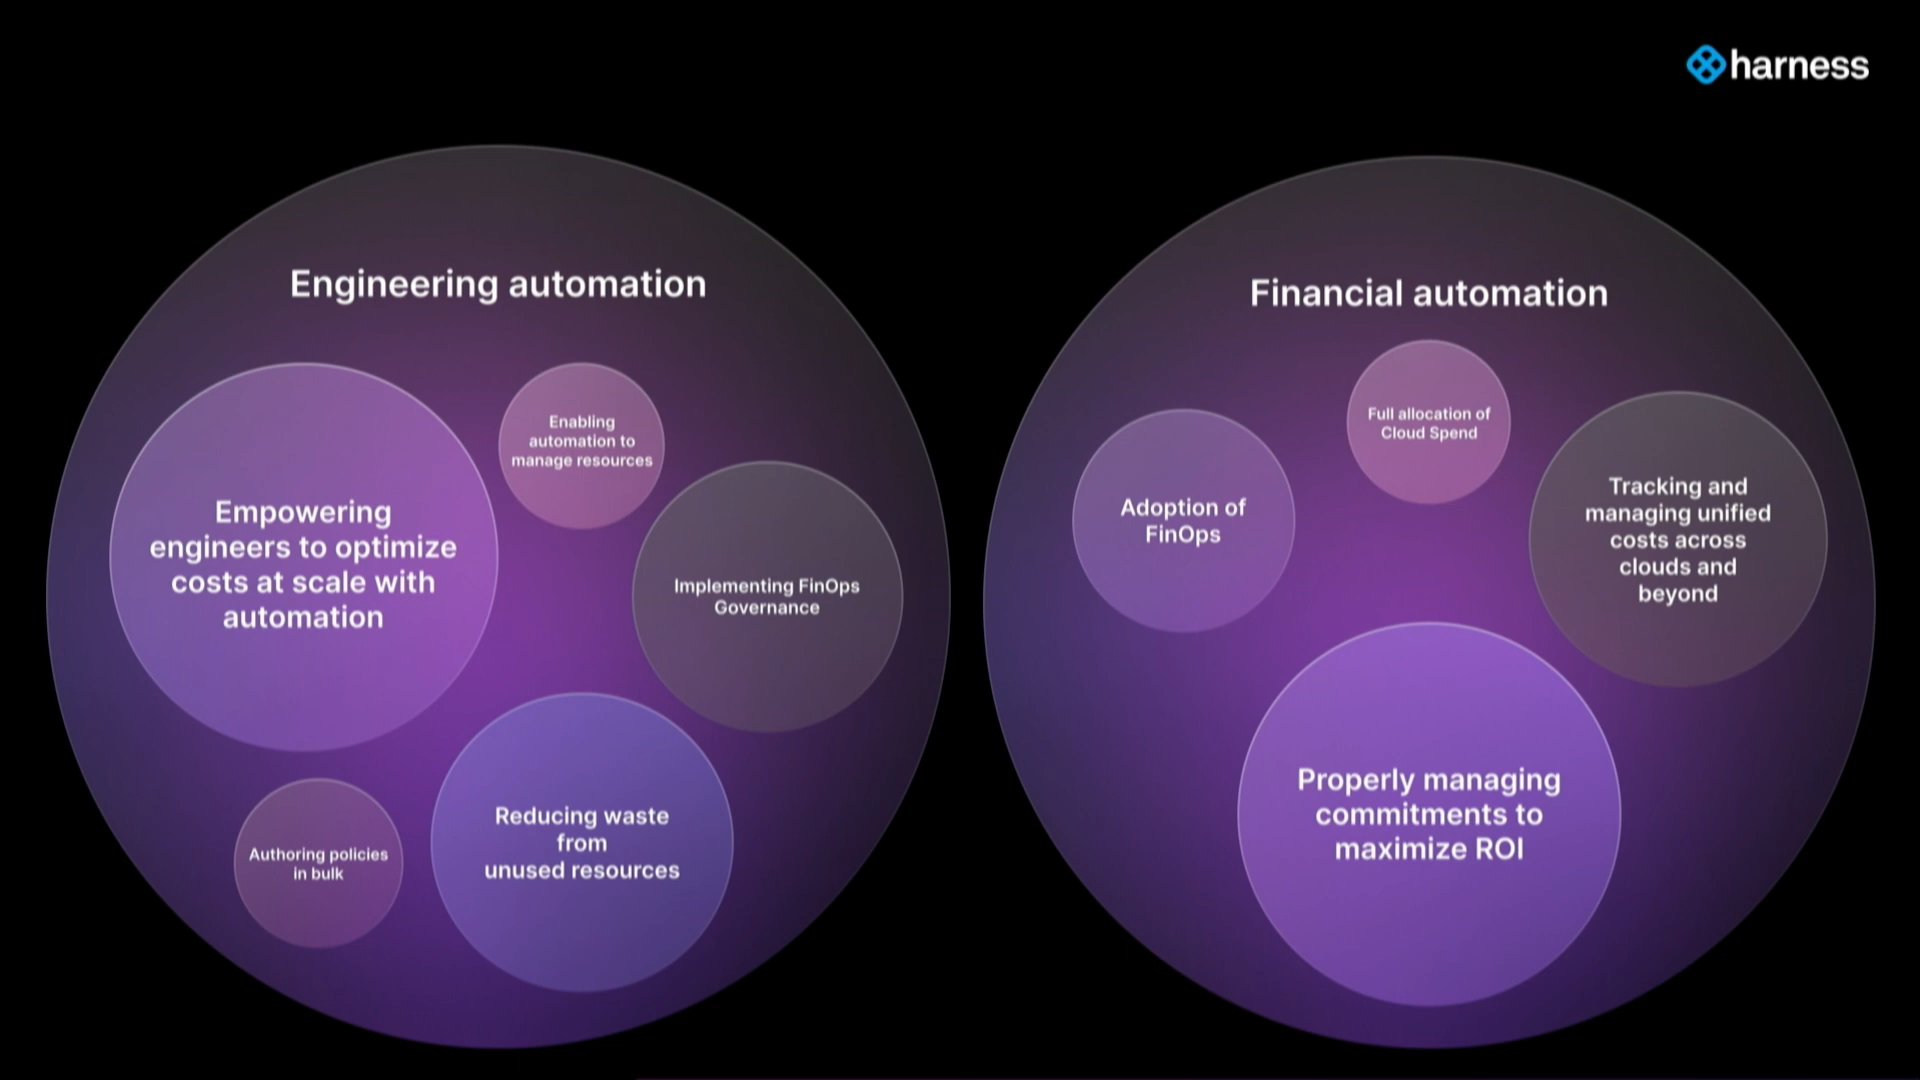 harness
Engineering automation
Empowering
engineers to optimize
costs at scale with
automation
Enabling
automation to
manage resources
Implementing FinOps
Governance
Authoring policies
in bulk
Reducing waste
from
unused resources
Financial automation
Adoption of
FinOps
Full allocation of
Cloud Spend
Tracking and
managing unified
costs across
clouds and
beyond
Properly managing
commitments to
maximize ROI